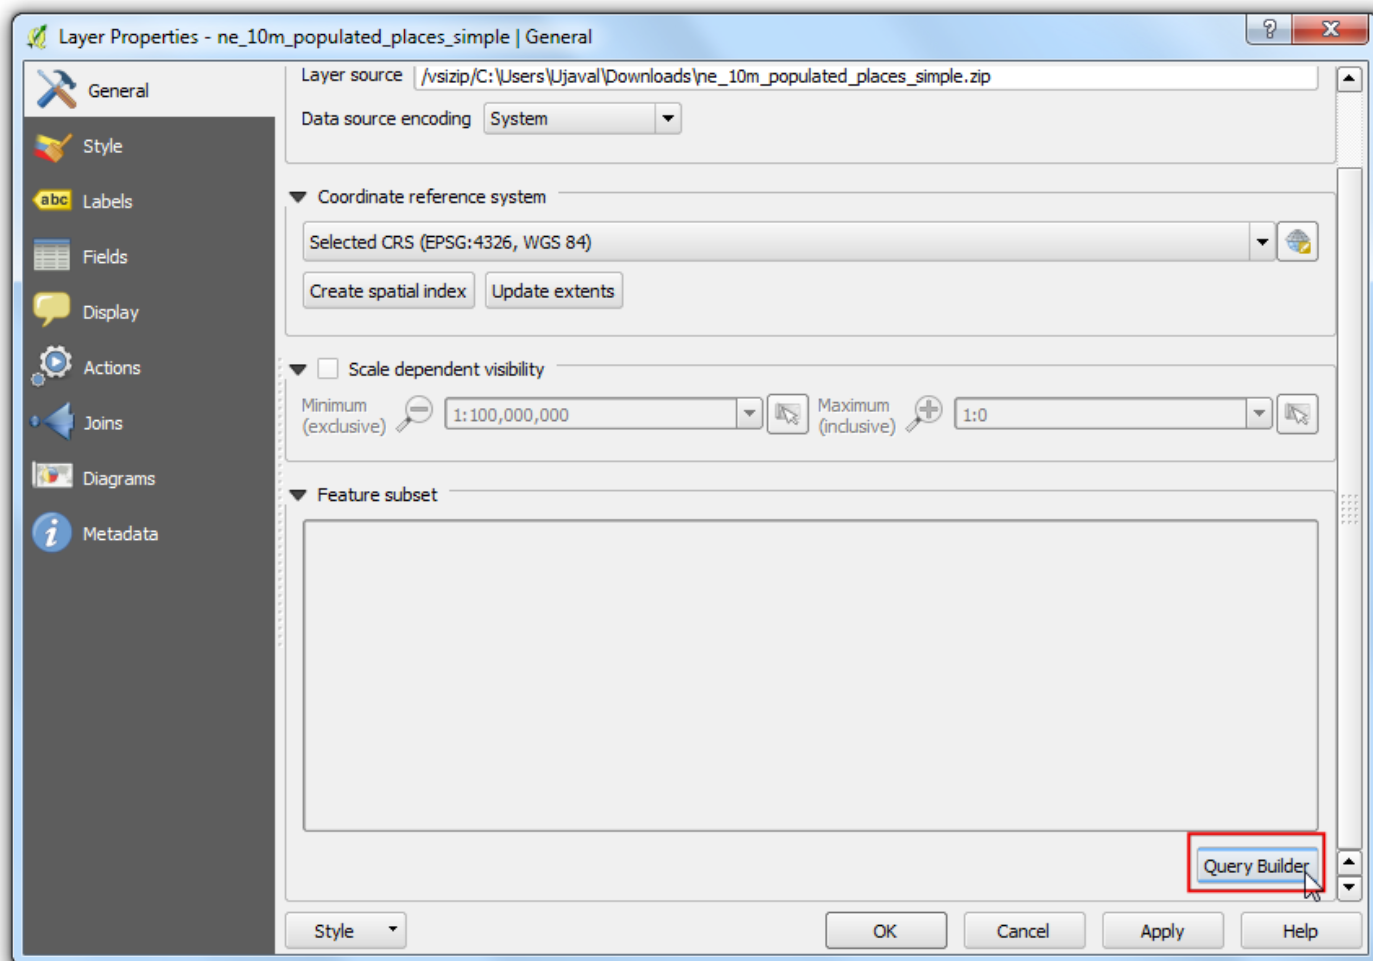 Layer Properties - ne_10m_populated_places_simple | General
General
Style
abc Labels
Fields
Display
Actions
Joins
Diagrams
Metadata
Layer source /vsizip/C:\Users\Ujaval\Downloads\ne_10m_populated_places_simple.zip
Data source encoding System
Coordinate reference system
Selected CRS (EPSG:4326, WGS 84)
Create spatial index Update extents
Scale dependent visibility
Minimum (exclusive) 1:100,000,000 Maximum (inclusive) 1:0
Feature subset
Query Builder
Style OK Cancel Apply Help